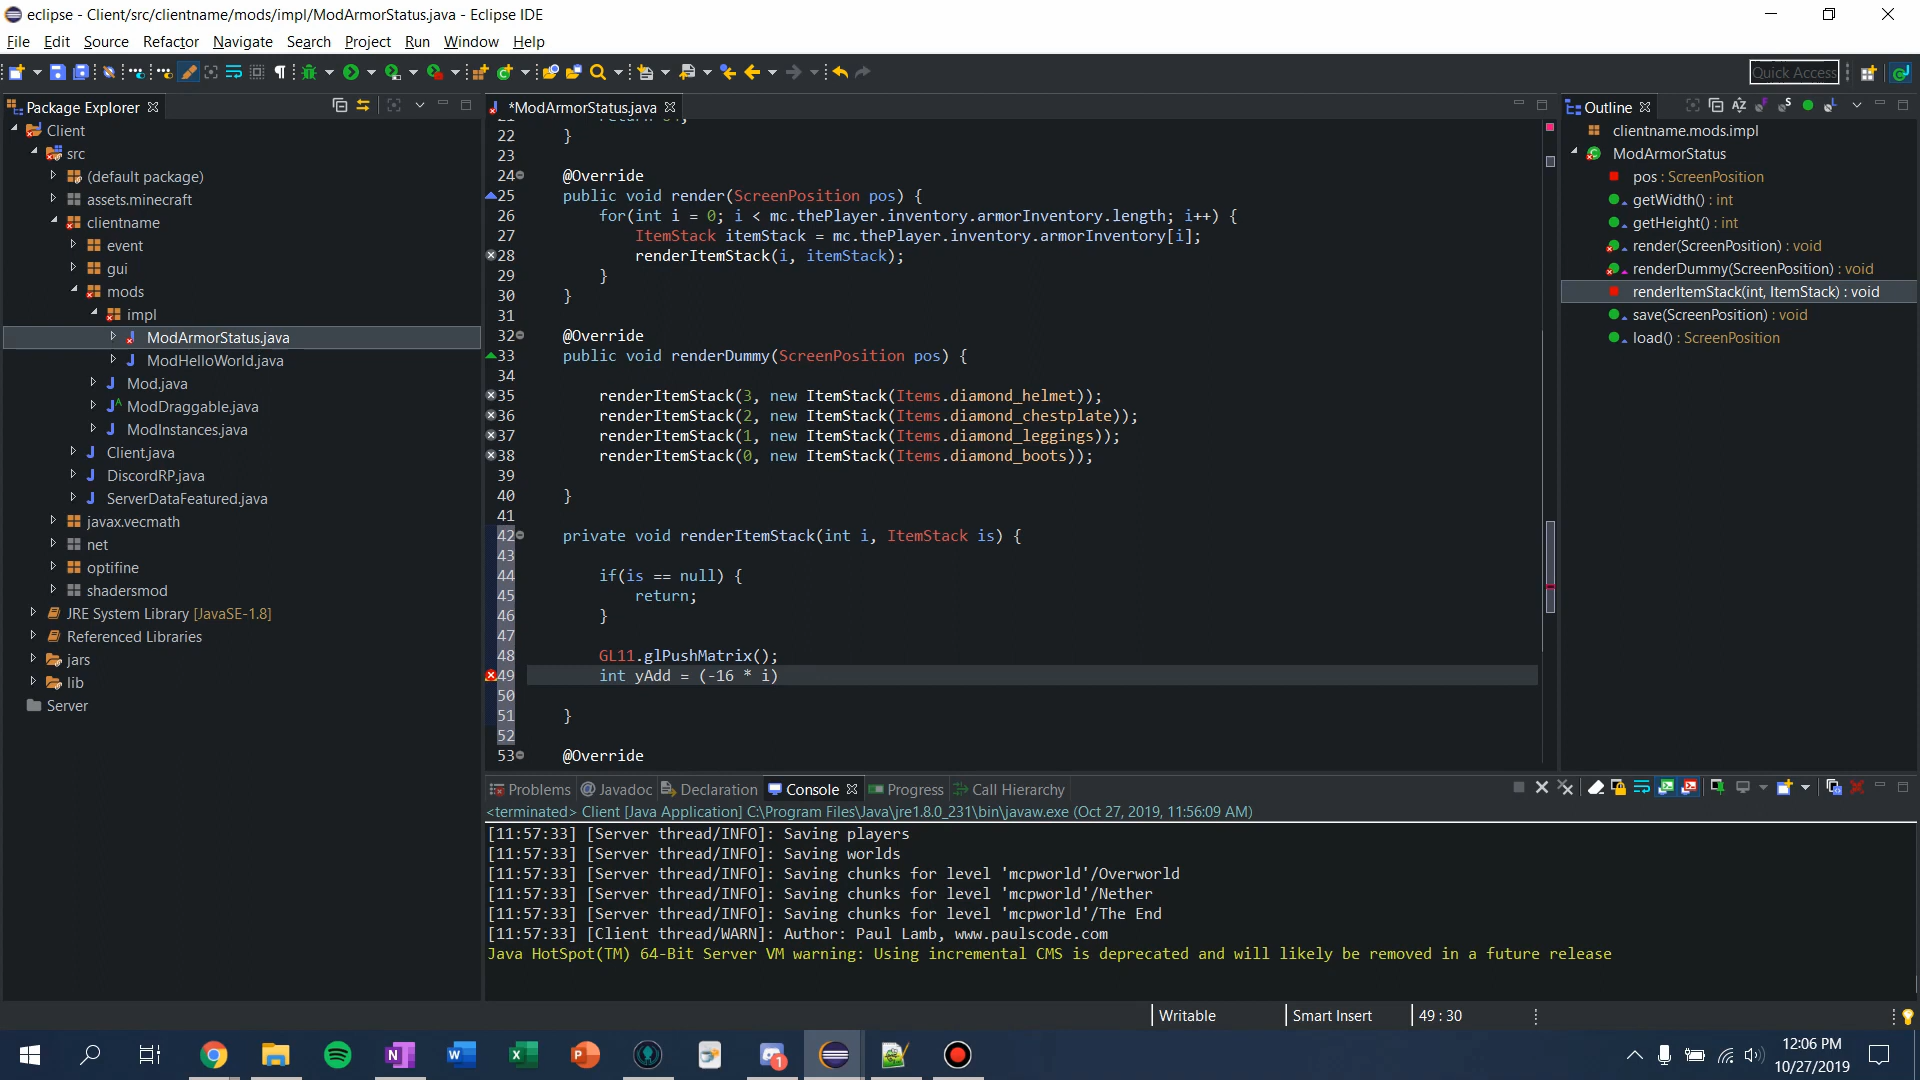 eclipse - Client/src/clientname/mods/impl/ModArmorStatus.java - Eclipse IDE
File Edit Source Refactor Navigate Search Project Run Window Help
Quick Access
Package Explorer
Client
src
(default package)
assets.minecraft
clientname
event
gui
mods
impl
ModArmorStatus.java
ModHelloWorld.java
Mod.java
ModDraggable.java
ModInstances.java
Client.java
DiscordRP.java
ServerDataFeatured.java
javax.vecmath
net
optifine
shadersmod
JRE System Library [JavaSE-1.8]
Referenced Libraries
jars
lib
Server
*ModArmorStatus.java
22 }
23
24 @Override
25 public void render(ScreenPosition pos) {
26 for(int i = 0; i < mc.thePlayer.inventory.armorInventory.length; i++) {
27 ItemStack itemStack = mc.thePlayer.inventory.armorInventory[i];
28 renderItemStack(i, itemStack);
29 }
30 }
31
32 @Override
33 public void renderDummy(ScreenPosition pos) {
34
35 renderItemStack(3, new ItemStack(Items.diamond_helmet));
36 renderItemStack(2, new ItemStack(Items.diamond_chestplate));
37 renderItemStack(1, new ItemStack(Items.diamond_leggings));
38 renderItemStack(0, new ItemStack(Items.diamond_boots));
39
40 }
41
42 private void renderItemStack(int i, ItemStack is) {
43
44 if(is == null) {
45 return;
46 }
47
48 GL11.glPushMatrix();
49 int yAdd = (-16 * i)
50
51 }
52
53 @Override
Outline
clientname.mods.impl
ModArmorStatus
pos : ScreenPosition
getWidth() : int
getHeight() : int
render(ScreenPosition) : void
renderDummy(ScreenPosition) : void
renderItemStack(int, ItemStack) : void
save(ScreenPosition) : void
load() : ScreenPosition
Problems Javadoc Declaration Console Progress Call Hierarchy
<terminated> Client [Java Application] C:\Program Files\Java\jre1.8.0_231\bin\javaw.exe (Oct 27, 2019, 11:56:09 AM)
[11:57:33] [Server thread/INFO]: Saving players
[11:57:33] [Server thread/INFO]: Saving worlds
[11:57:33] [Server thread/INFO]: Saving chunks for level 'mcpworld'/Overworld
[11:57:33] [Server thread/INFO]: Saving chunks for level 'mcpworld'/Nether
[11:57:33] [Server thread/INFO]: Saving chunks for level 'mcpworld'/The End
[11:57:33] [Client thread/WARN]: Author: Paul Lamb, www.paulscode.com
Java HotSpot(TM) 64-Bit Server VM warning: Using incremental CMS is deprecated and will likely be removed in a future release
Writable Smart Insert 49 : 30
12:06 PM
10/27/2019